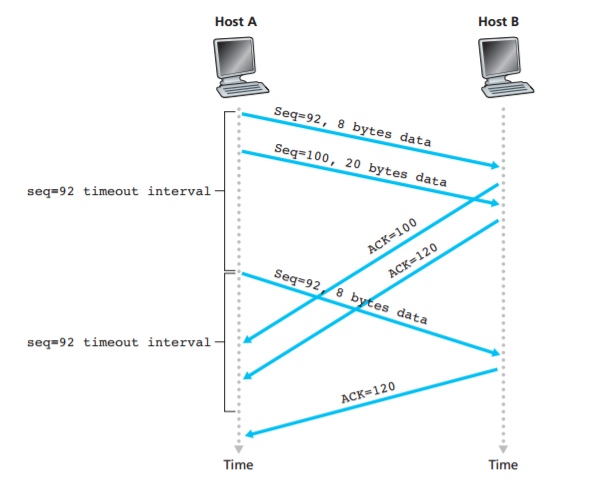 Host A
Host B
Seq=92, 8 bytes data
Seq=100, 20 bytes data
seq=92 timeout interval
ACK=100
ACK=120
Seq=92, 8 bytes data
seq=92 timeout interval
ACK=120
Time
Time